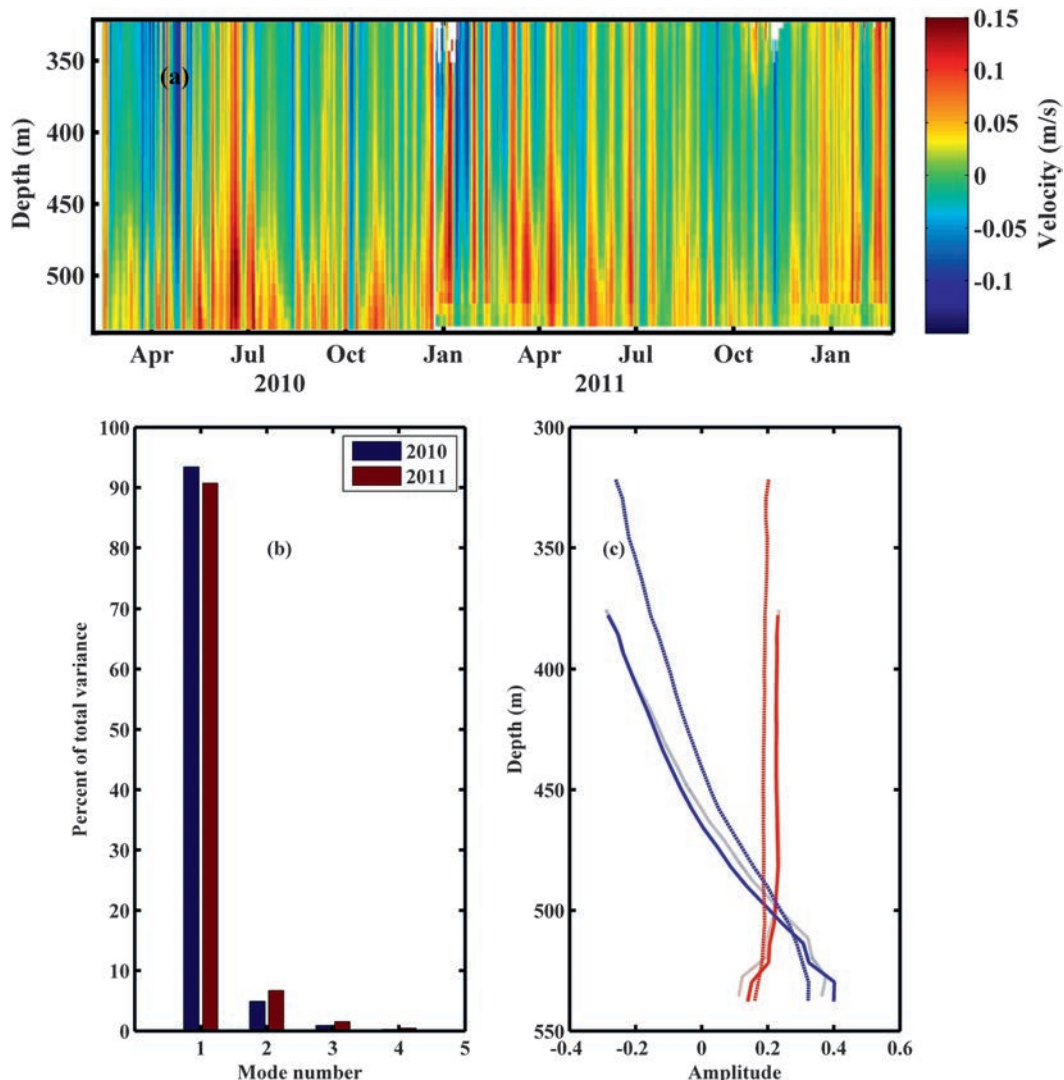 (a)
Depth (m)
350
400
450
500
Apr Jul Oct Jan Apr Jul Oct Jan
2010 2011
0.15
0.1
0.05
0
-0.05
-0.1
Velocity (m/s)
100
90
80
70
60
50
40
30
20
10
0
Percent of total variance
2010
2011
(b)
1 2 3 4 5
Mode number
300
350
400
450
500
550
Depth (m)
(c)
-0.4 -0.2 0 0.2 0.4 0.6
Amplitude